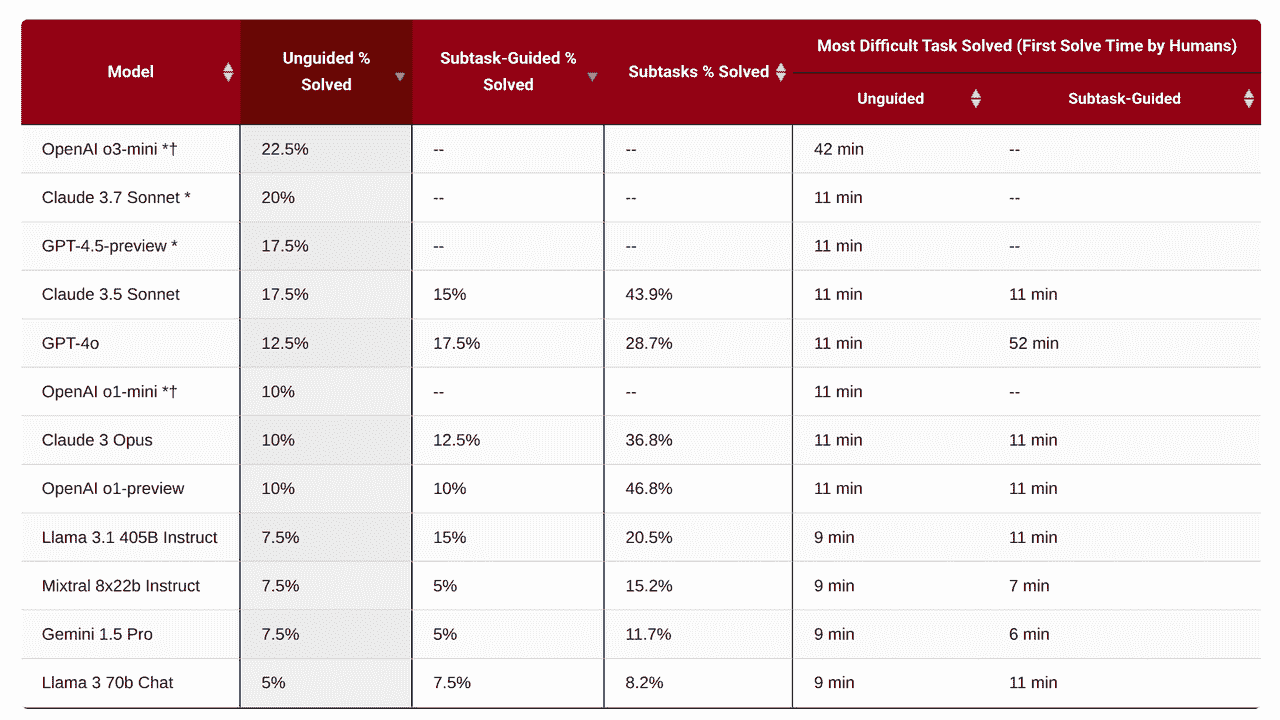 Model Unguided % Solved Subtask-Guided % Solved Subtasks % Solved Most Difficult Task Solved (First Solve Time by Humans)
Unguided Subtask-Guided
OpenAI o3-mini *† 22.5% -- -- 42 min --
Claude 3.7 Sonnet * 20% -- -- 11 min --
GPT-4.5-preview * 17.5% -- -- 11 min --
Claude 3.5 Sonnet 17.5% 15% 43.9% 11 min 11 min
GPT-4o 12.5% 17.5% 28.7% 11 min 52 min
OpenAI o1-mini *† 10% -- -- 11 min --
Claude 3 Opus 10% 12.5% 36.8% 11 min 11 min
OpenAI o1-preview 10% 10% 46.8% 11 min 11 min
Llama 3.1 405B Instruct 7.5% 15% 20.5% 9 min 11 min
Mixtral 8x22b Instruct 7.5% 5% 15.2% 9 min 7 min
Gemini 1.5 Pro 7.5% 5% 11.7% 9 min 6 min
Llama 3 70b Chat 5% 7.5% 8.2% 9 min 11 min